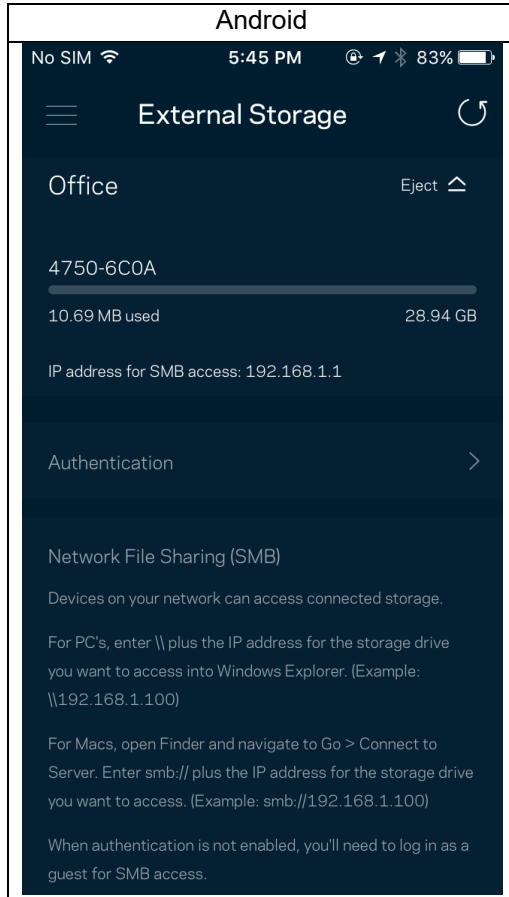 Android
No SIM 5:45 PM 83%
External Storage
Office Eject
4750-6C0A
10.69 MB used 28.94 GB
IP address for SMB access: 192.168.1.1
Authentication
Network File Sharing (SMB)
Devices on your network can access connected storage.
For PC's, enter \\ plus the IP address for the storage drive
you want to access into Windows Explorer. (Example:
\\192.168.1.100)
For Macs, open Finder and navigate to Go > Connect to
Server. Enter smb:// plus the IP address for the storage drive
you want to access. (Example: smb://192.168.1.100)
When authentication is not enabled, you'll need to log in as a
guest for SMB access.